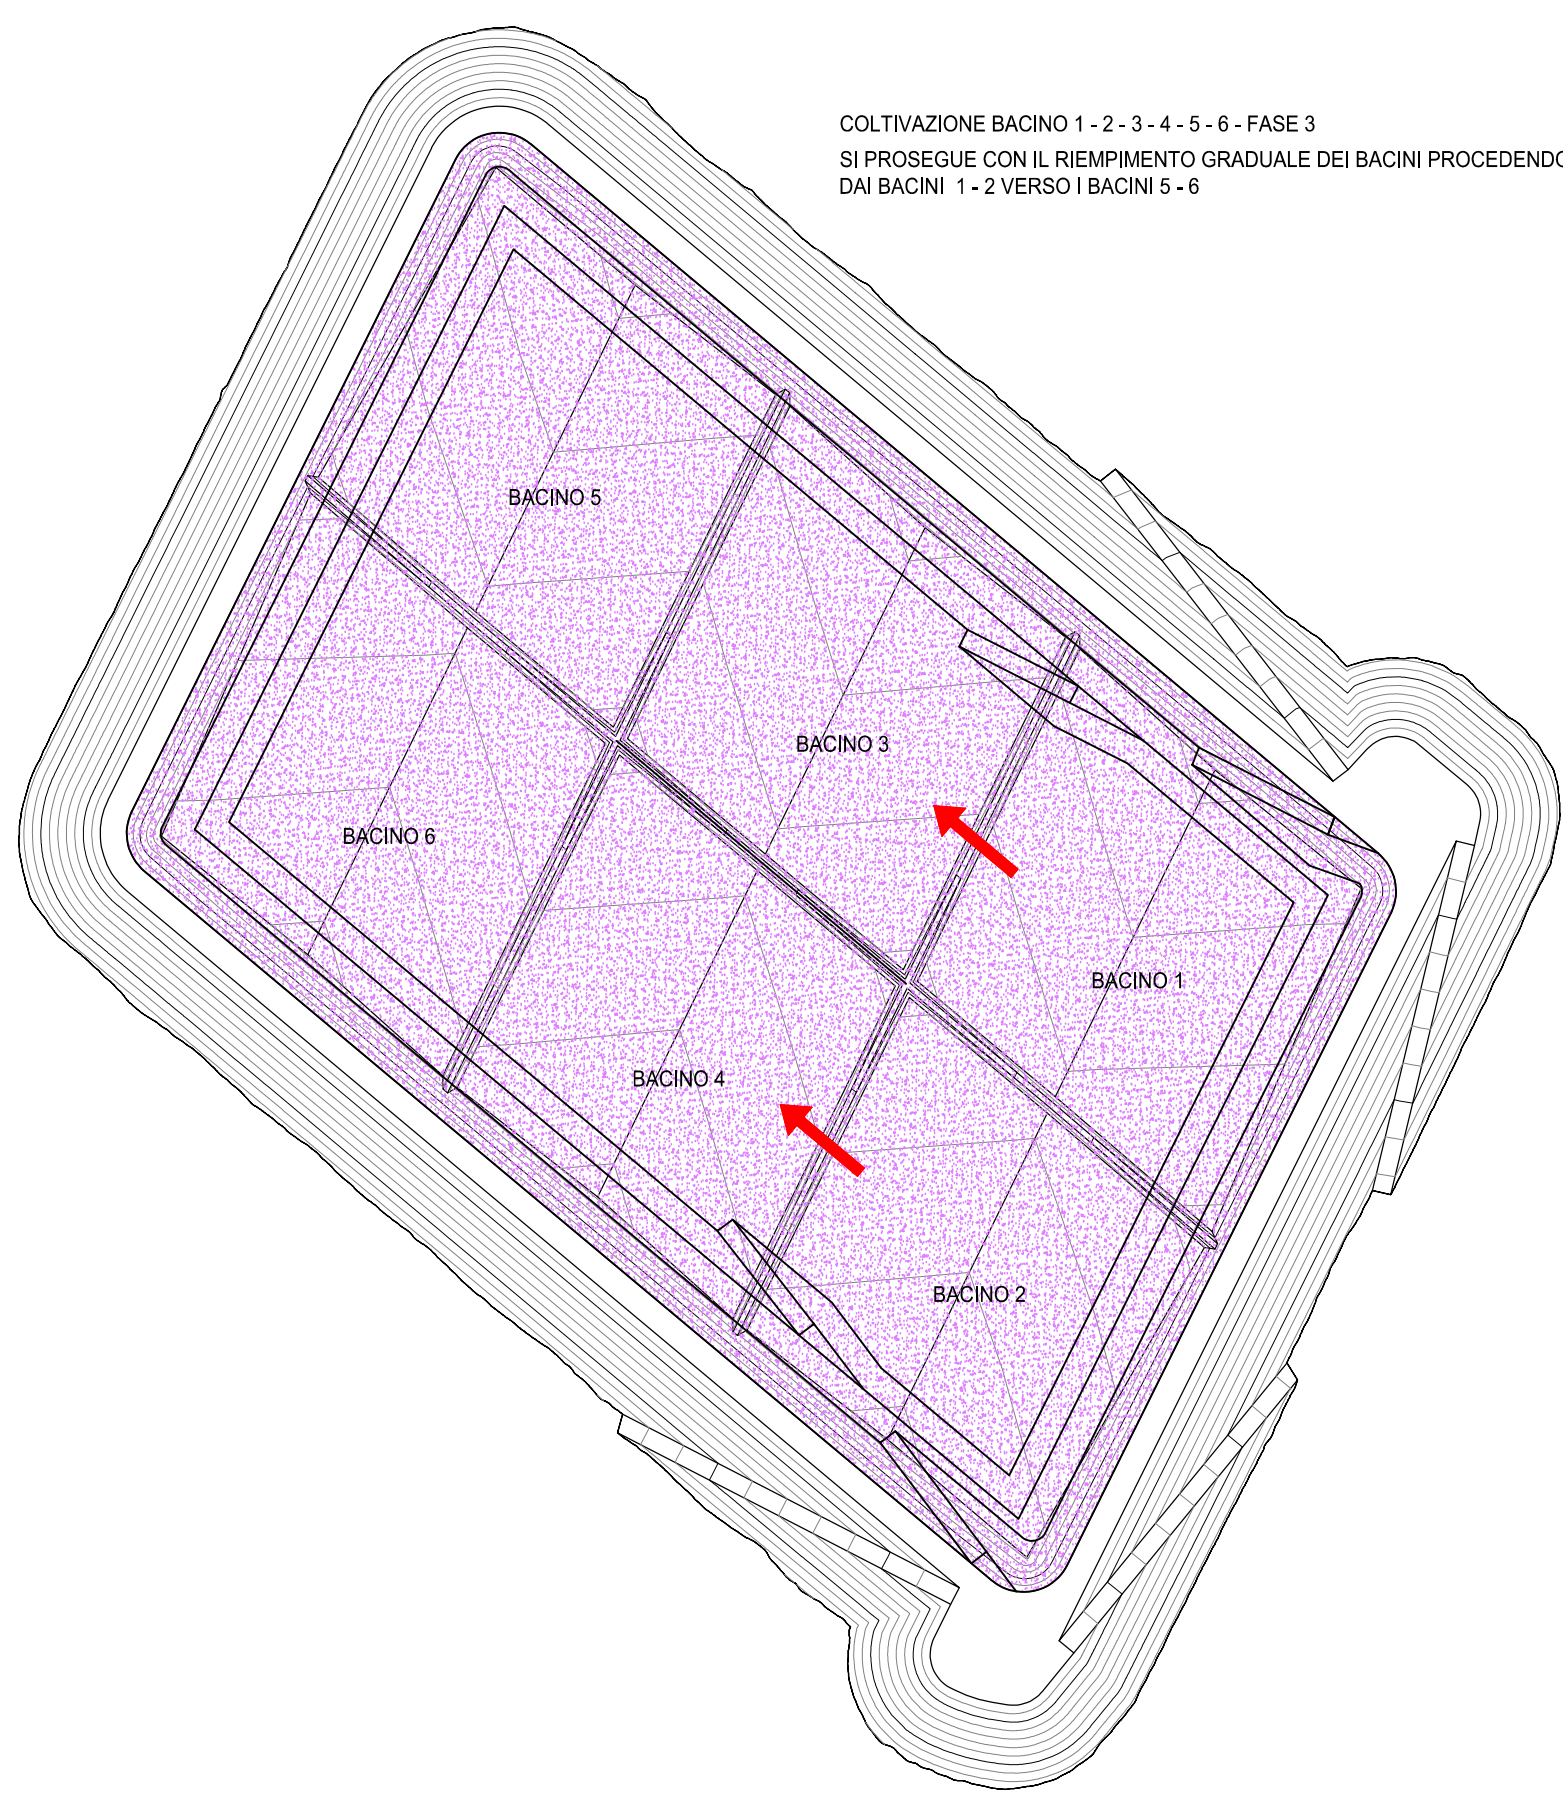 COLTIVAZIONE BACINO 1 - 2 - 3 - 4 - 5 - 6 - FASE 3
SI PROSEGUE CON IL RIEMPIMENTO GRADUALE DEI BACINI PROCEDENDO
DAI BACINI 1 - 2 VERSO I BACINI 5 - 6
BACINO 5
BACINO 3
BACINO 6
BACINO 1
BACINO 4
BACINO 2